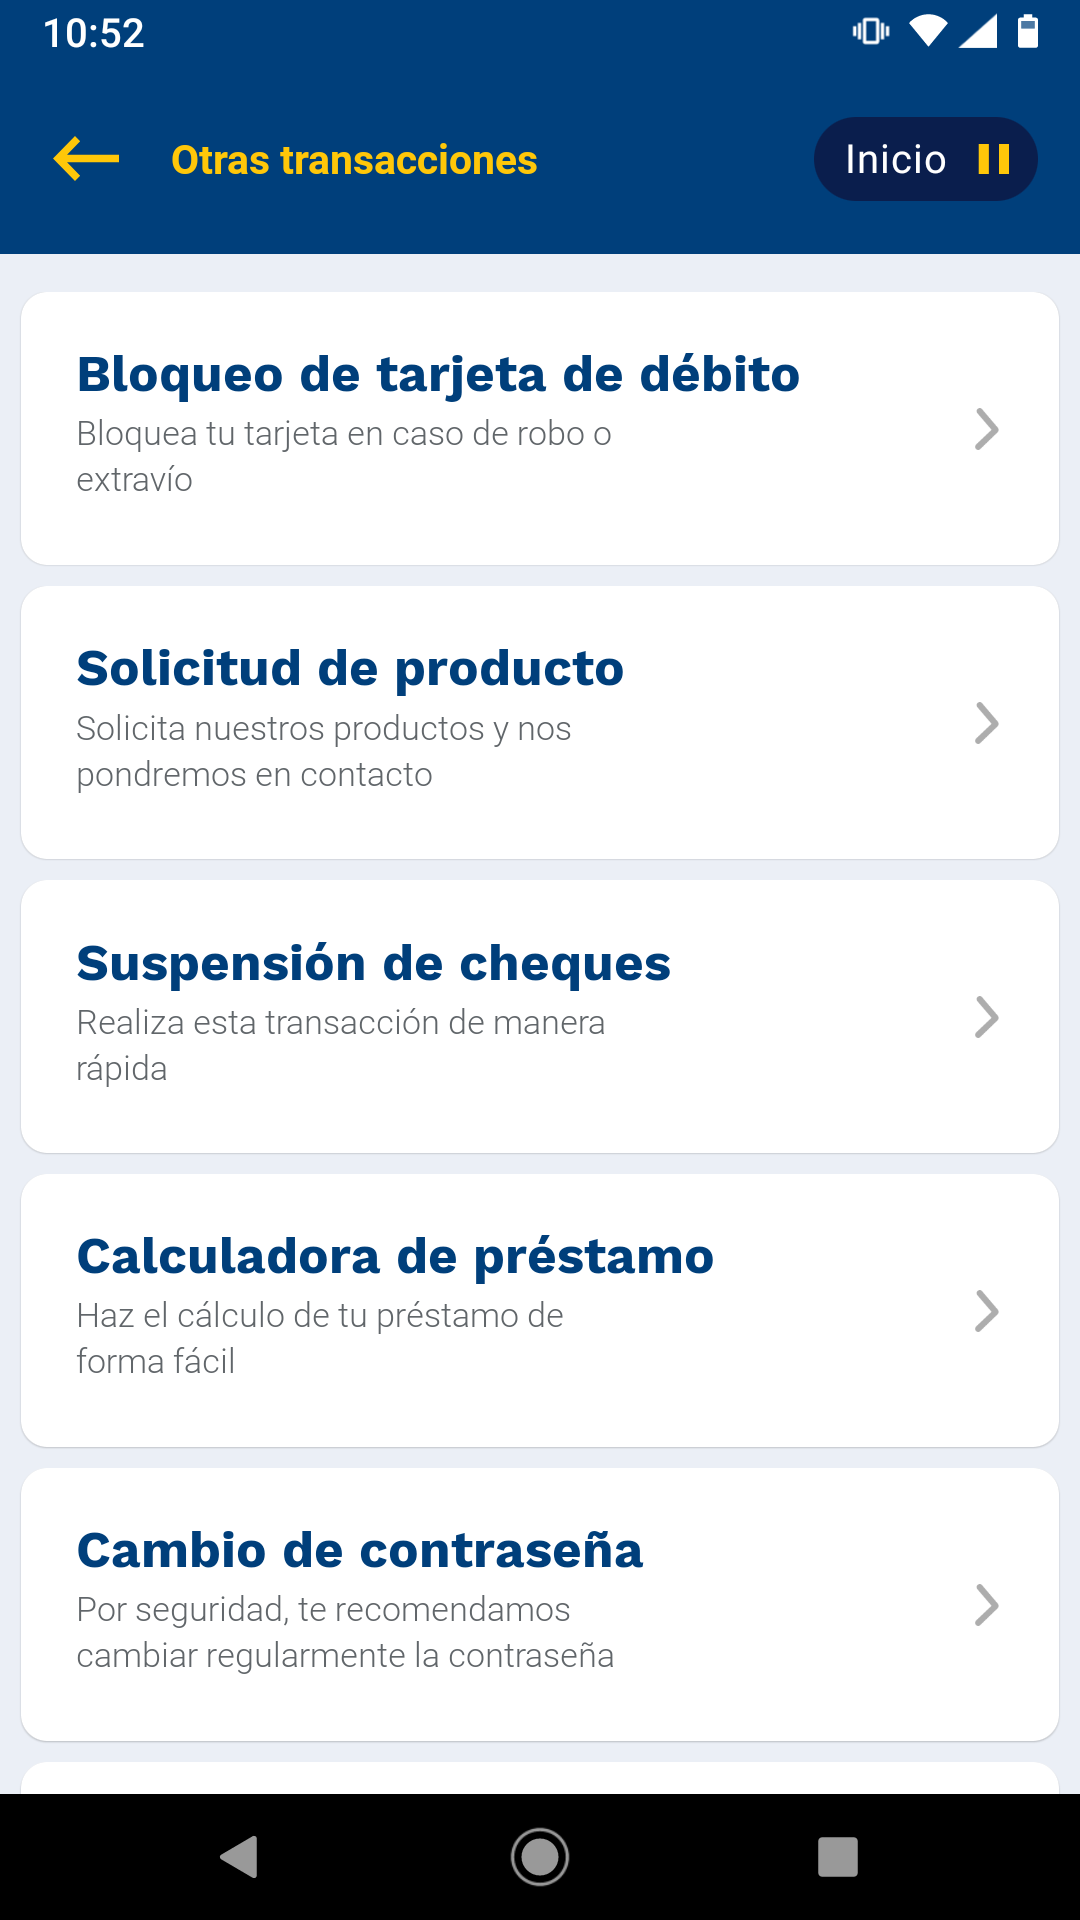 10:52
Otras transacciones
Inicio
Bloqueo de tarjeta de débito
Bloquea tu tarjeta en caso de robo o
extravío
Solicitud de producto
Solicita nuestros productos y nos
pondremos en contacto
Suspensión de cheques
Realiza esta transacción de manera
rápida
Calculadora de préstamo
Haz el cálculo de tu préstamo de
forma fácil
Cambio de contraseña
Por seguridad, te recomendamos
cambiar regularmente la contraseña